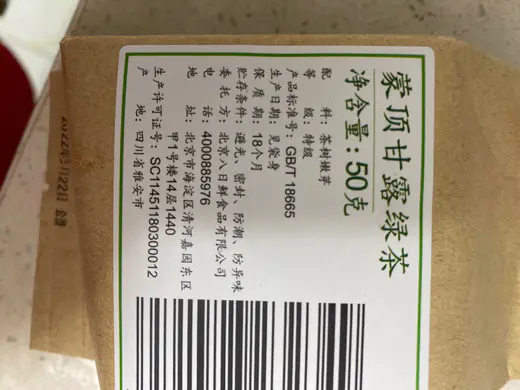 蒙顶甘露绿茶
净含量:50克
配 料:茶树嫩芽
等 级:特级
产品标准号:GB/T 18665
生产日期:见袋身
保 质 期:18个月
贮存条件:避光、密封、防潮、防异味
委 托 方:北京入日鲜食品有限公司
电 话:4000885976
地 址:北京市海淀区清河嘉园东区
甲1号楼14层1440
生产许可证号:SC11451180300012
产 地:四川省雅安市